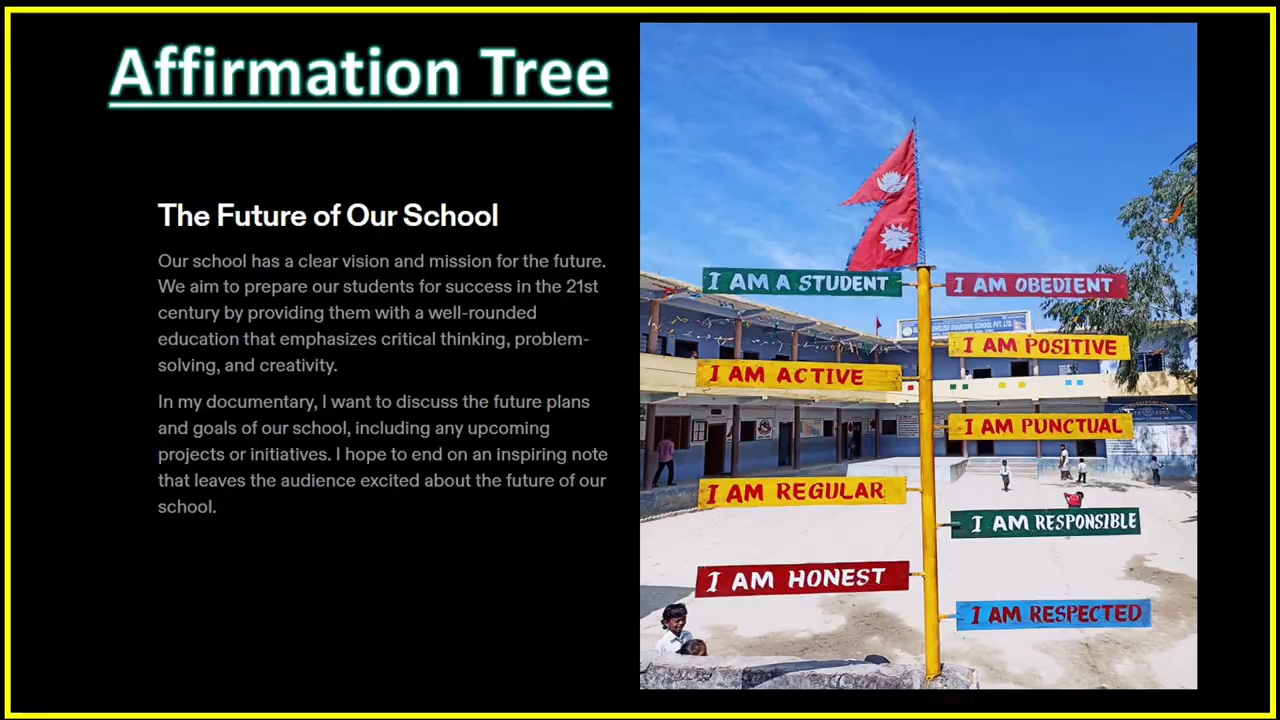 Affirmation Tree
The Future of Our School
Our school has a clear vision and mission for the future.
We aim to prepare our students for success in the 21st
century by providing them with a well-rounded
education that emphasizes critical thinking, problem-
solving, and creativity.
In my documentary, I want to discuss the future plans
and goals of our school, including any upcoming
projects or initiatives. I hope to end on an inspiring note
that leaves the audience excited about the future of our
school.
I AM A STUDENT
I AM OBEDIENT
ENGLISH BOARDING SCHOOL PVT. LTD.
I AM POSITIVE
I AM ACTIVE
I AM PUNCTUAL
I AM REGULAR
I AM RESPONSIBLE
I AM HONEST
I AM RESPECTED